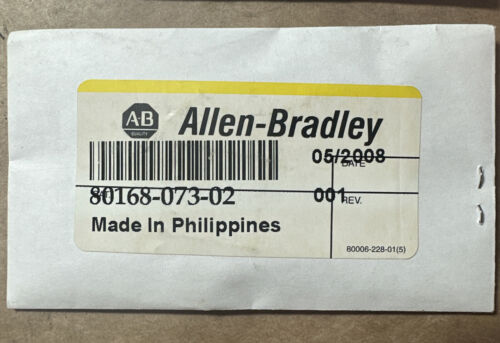 AB
QUALITY
Allen-Bradley
05/2008
DATE
80168-073-02
001
REV.
Made In Philippines
80006-228-01(5)